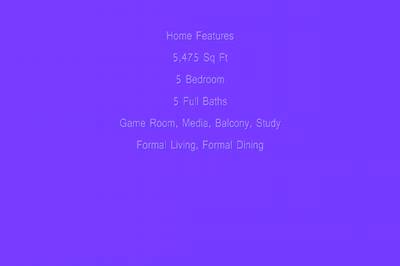 Home Features
5,475 Sq Ft
5 Bedroom
5 Full Baths
Game Room, Media, Balcony, Study
Formal Living, Formal Dining